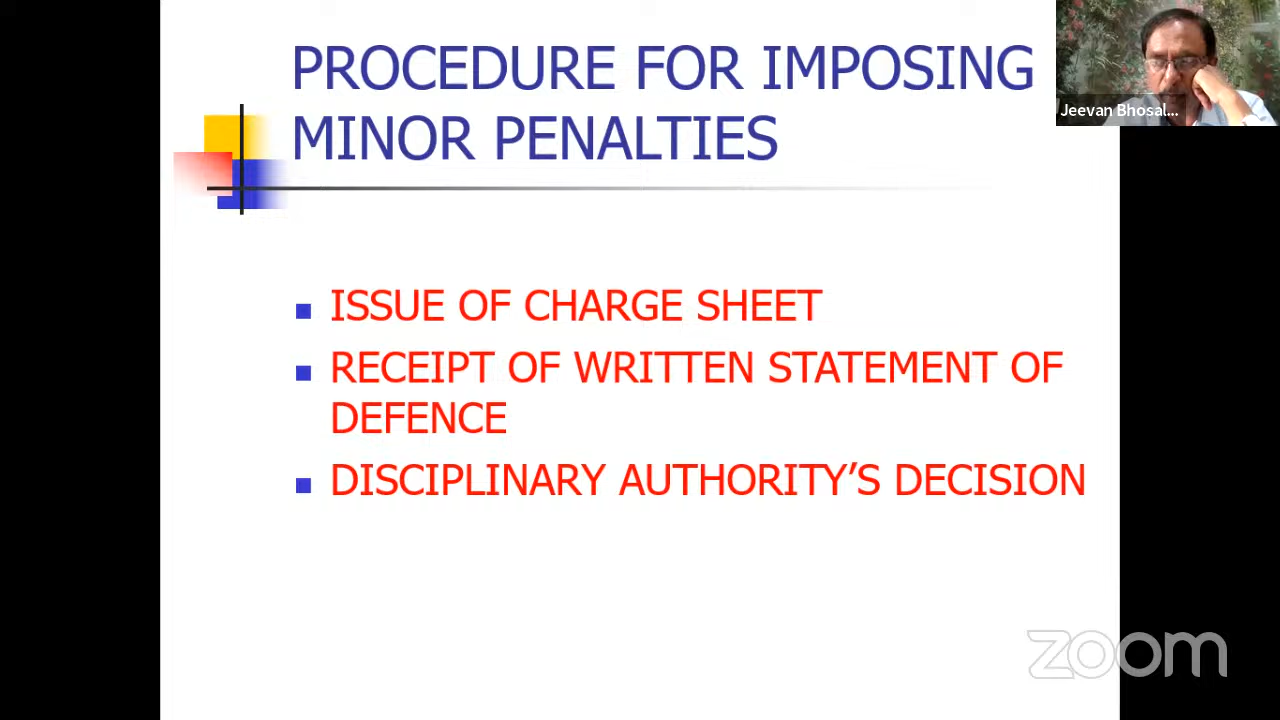 PROCEDURE FOR IMPOSING
MINOR PENALTIES
Jeevan Bhosal...
ISSUE OF CHARGE SHEET
RECEIPT OF WRITTEN STATEMENT OF
DEFENCE
DISCIPLINARY AUTHORITY’S DECISION
zoom